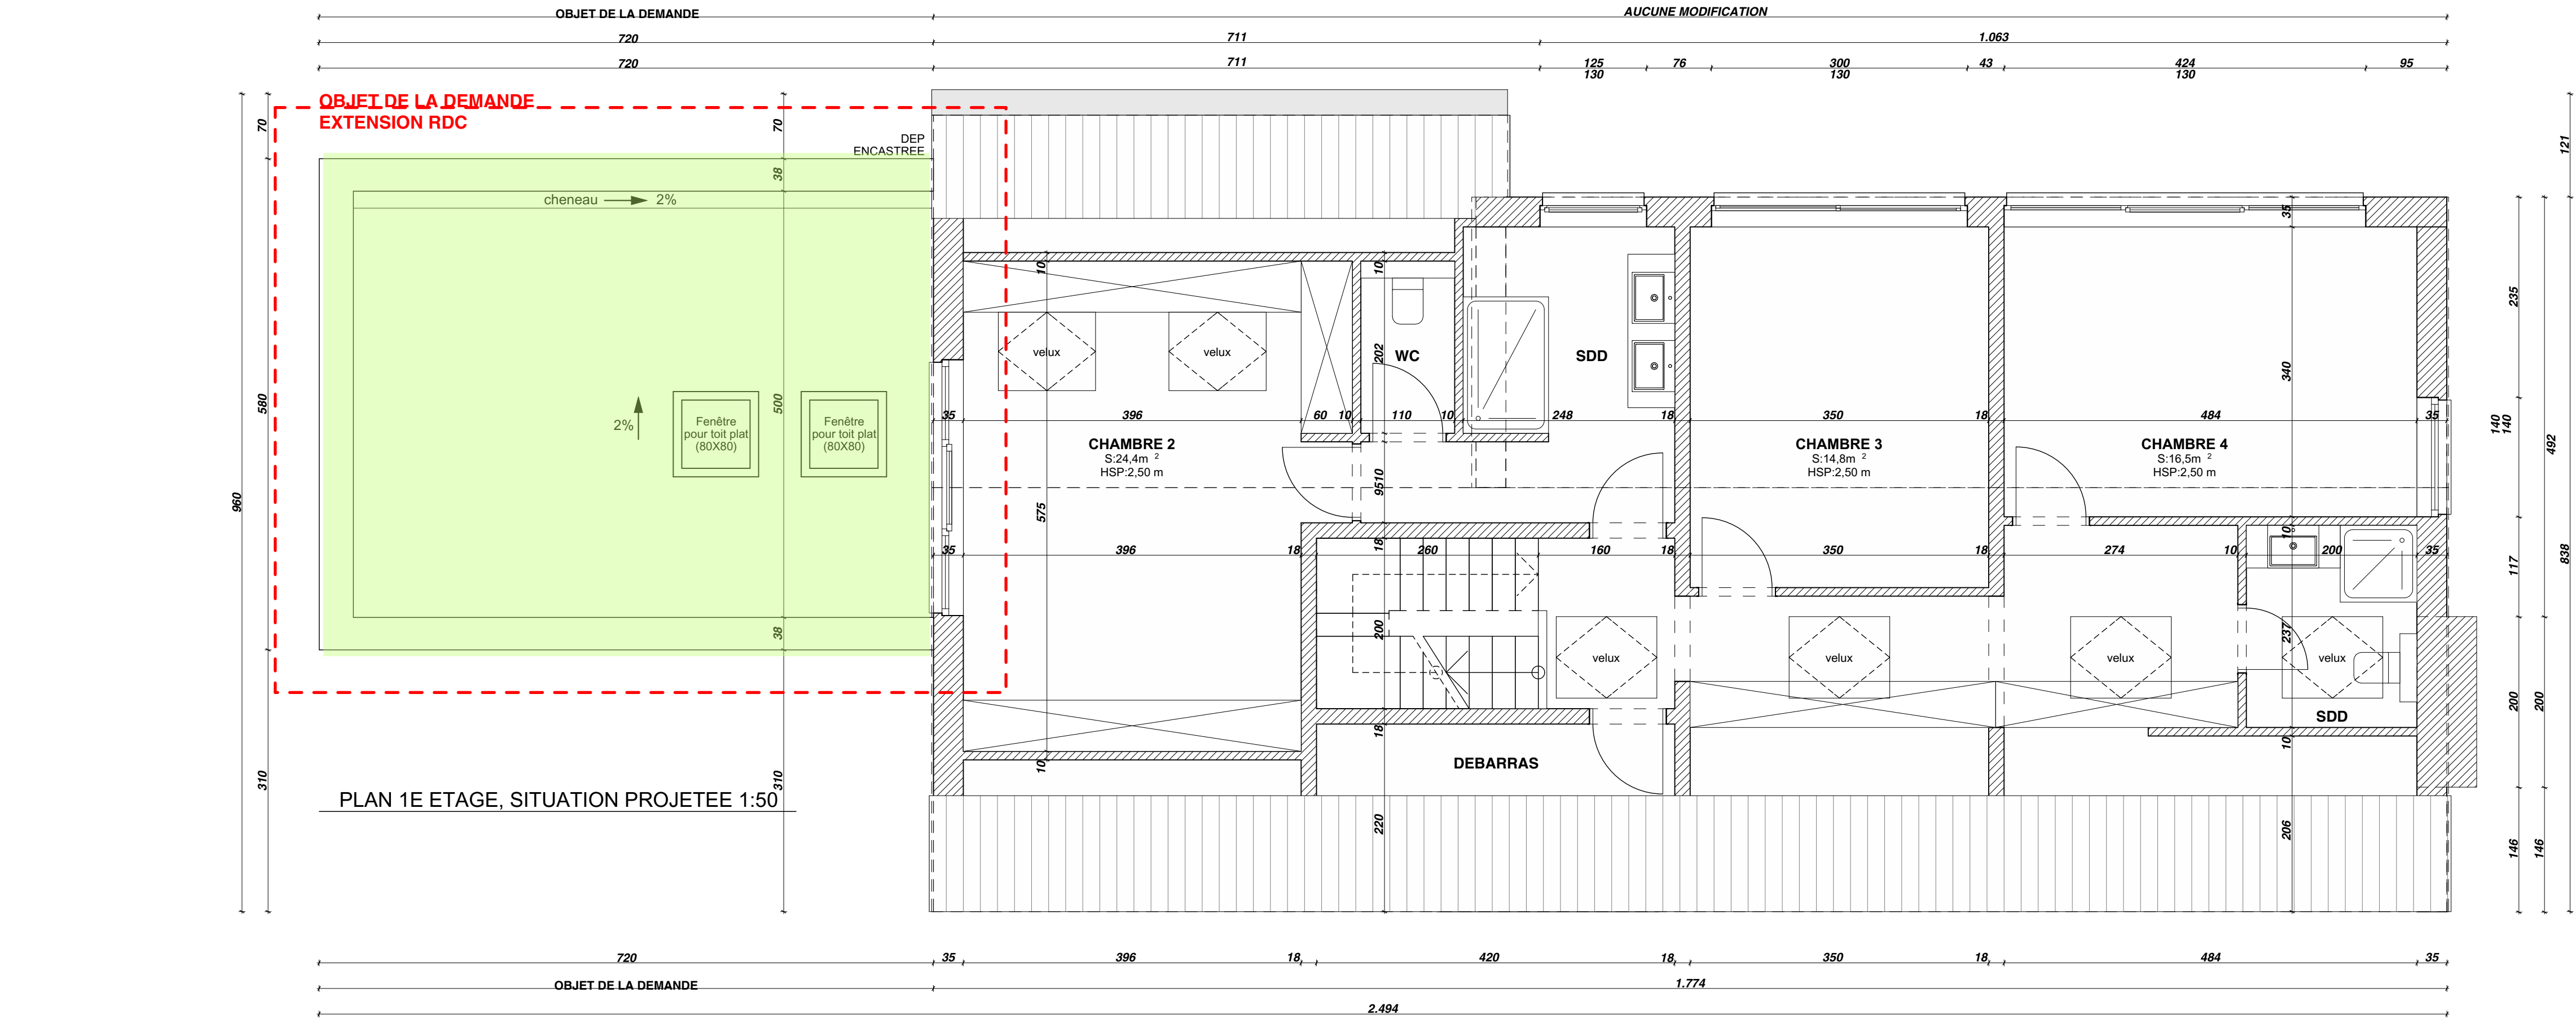 OBJET DE LA DEMANDE
AUCUNE MODIFICATION
720
711
1.063
720
711
125
130
76
300
130
43
424
130
95
OBJET DE LA DEMANDE
EXTENSION RDC
DEP
ENCASTREE
70
70
121
38
cheneau
2%
35
10
10
235
velux
velux
202
WC
SDD
340
960
580
500
2%
Fenêtre
pour toit plat
(80X80)
Fenêtre
pour toit plat
(80X80)
35
396
60
10
110
10
248
18
350
18
484
35
140
140
492
CHAMBRE 2
S:24,4m 2
HSP:2,50 m
CHAMBRE 3
S:14,8m 2
HSP:2,50 m
CHAMBRE 4
S:16,5m 2
HSP:2,50 m
9510
575
35
396
18
18
260
160
18
350
18
274
10
10
200
35
117
838
38
200
237
velux
velux
velux
velux
200
200
SDD
18
10
10
DEBARRAS
310
310
PLAN 1E ETAGE, SITUATION PROJETEE 1:50
220
206
146
146
720
35
396
18
420
18
350
18
484
35
OBJET DE LA DEMANDE
1.774
2.494